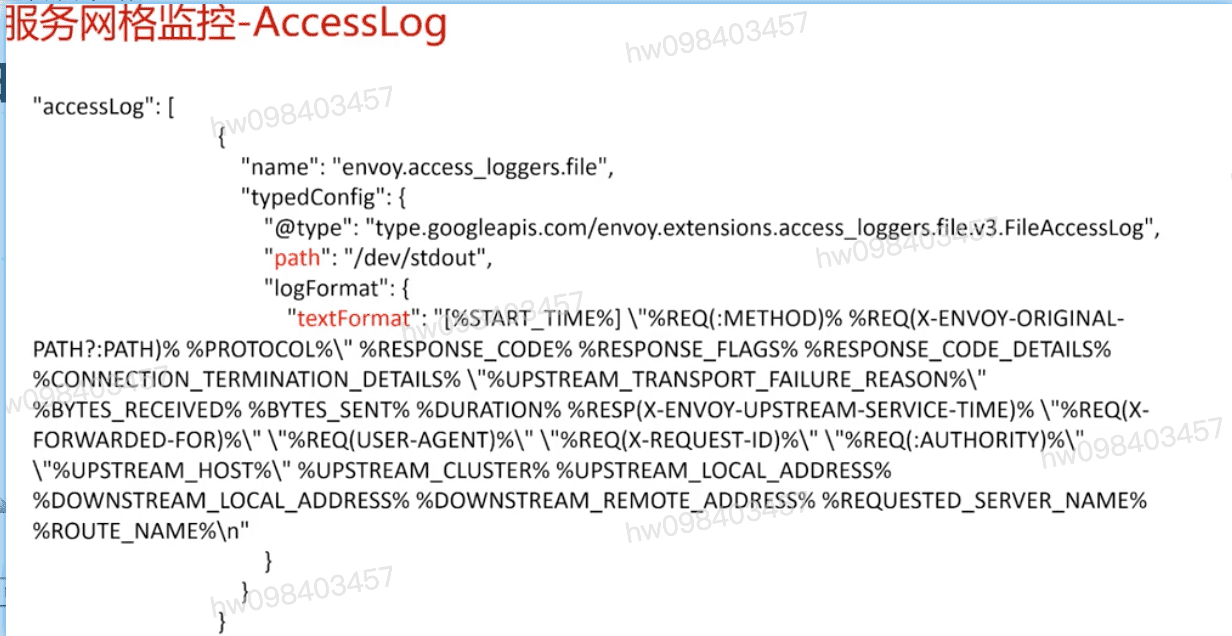 服务网格监控-AccessLog
hw098403457
"accessLog": [
hw098403457
{
"name": "envoy.access_loggers.file",
"typedConfig": {
"@type": "type.googleapis.com/envoy.extensions.access_loggers.file.v3.FileAccessLog",
hw098403457
"path": "/dev/stdout",
"logFormat": {
hw098403457
"textFormat": "[%START_TIME%] \"%REQ(:METHOD)% %REQ(X-ENVOY-ORIGINAL-
PATH?:PATH)% %PROTOCOL%\" %RESPONSE_CODE% %RESPONSE_FLAGS% %RESPONSE_CODE_DETAILS%
%CONNECTION_TERMINATION_DETAILS% \"%UPSTREAM_TRANSPORT_FAILURE_REASON%\"
hw098403457
%BYTES_RECEIVED% %BYTES_SENT% %DURATION% %RESP(X-ENVOY-UPSTREAM-SERVICE-TIME)% \"%REQ(X-
FORWARDED-FOR)%\" \"%REQ(USER-AGENT)%\" \"%REQ(X-REQUEST-ID)%\" \"%REQ(:AUTHORITY)%\"
hw098403457
\"%UPSTREAM_HOST%\" %UPSTREAM_CLUSTER% %UPSTREAM_LOCAL_ADDRESS%
%DOWNSTREAM_LOCAL_ADDRESS% %DOWNSTREAM_REMOTE_ADDRESS% %REQUESTED_SERVER_NAME%
hw098403457
%ROUTE_NAME%\n"
}
}
hw098403457
}